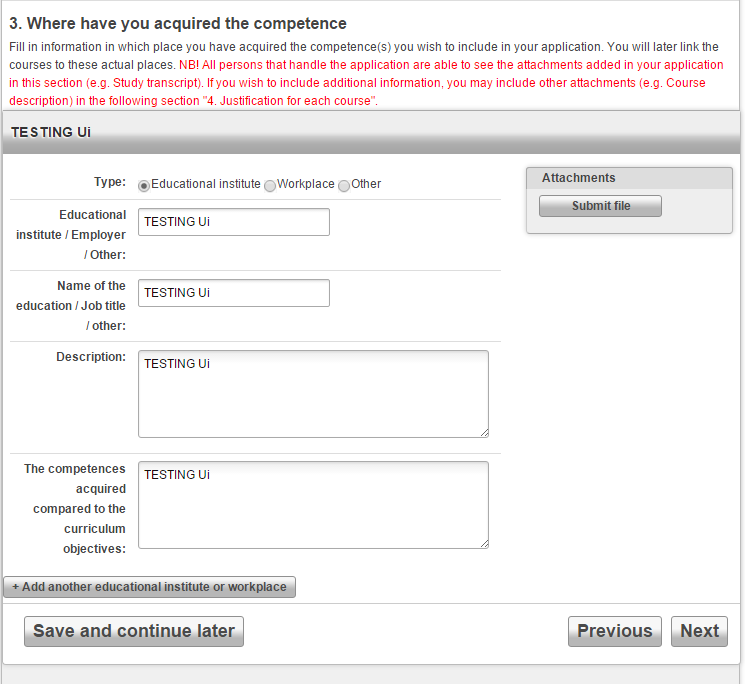 3. Where have you acquired the competence
Fill in information in which place you have acquired the competence(s) you wish to include in your application. You will later link the
courses to these actual places. NB! All persons that handle the application are able to see the attachments added in your application
in this section (e.g. Study transcript). If you wish to include additional information, you may include other attachments (e.g. Course
description) in the following section "4. Justification for each course".
TESTING Ui
Type: Educational institute Workplace Other
Attachments
Submit file
Educational
institute / Employer
/ Other:
TESTING Ui
Name of the
education / Job title
/ other:
TESTING Ui
Description:
TESTING Ui
The competences
acquired
compared to the
curriculum
objectives:
TESTING Ui
+ Add another educational institute or workplace
Save and continue later
Previous
Next